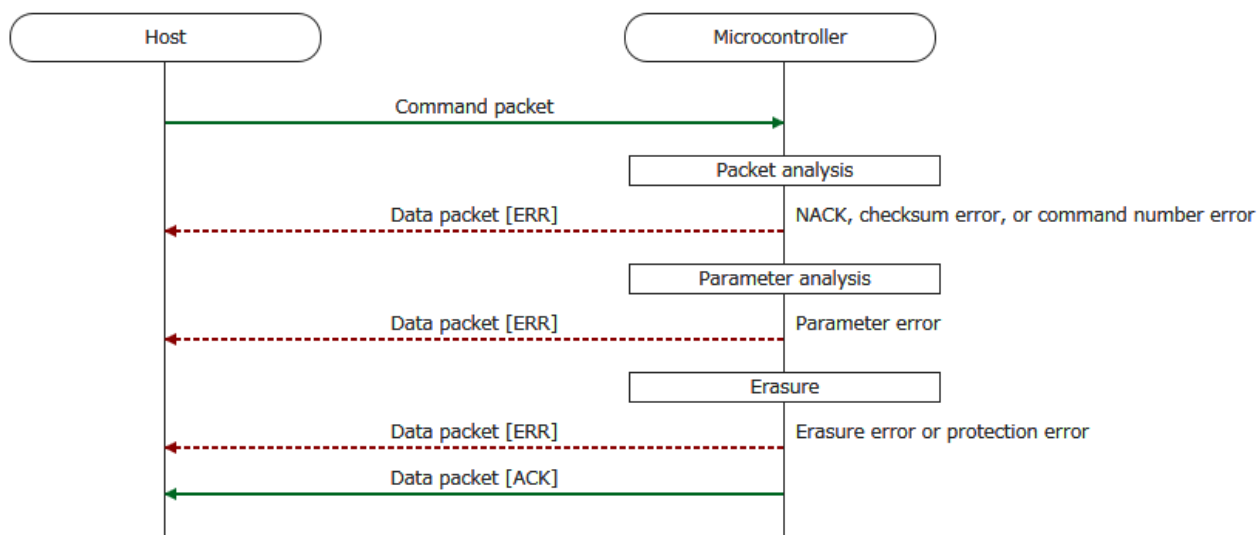 Host
Microcontroller
Command packet
Packet analysis
Data packet [ERR]
NACK, checksum error, or command number error
Parameter analysis
Data packet [ERR]
Parameter error
Erasure
Data packet [ERR]
Erasure error or protection error
Data packet [ACK]